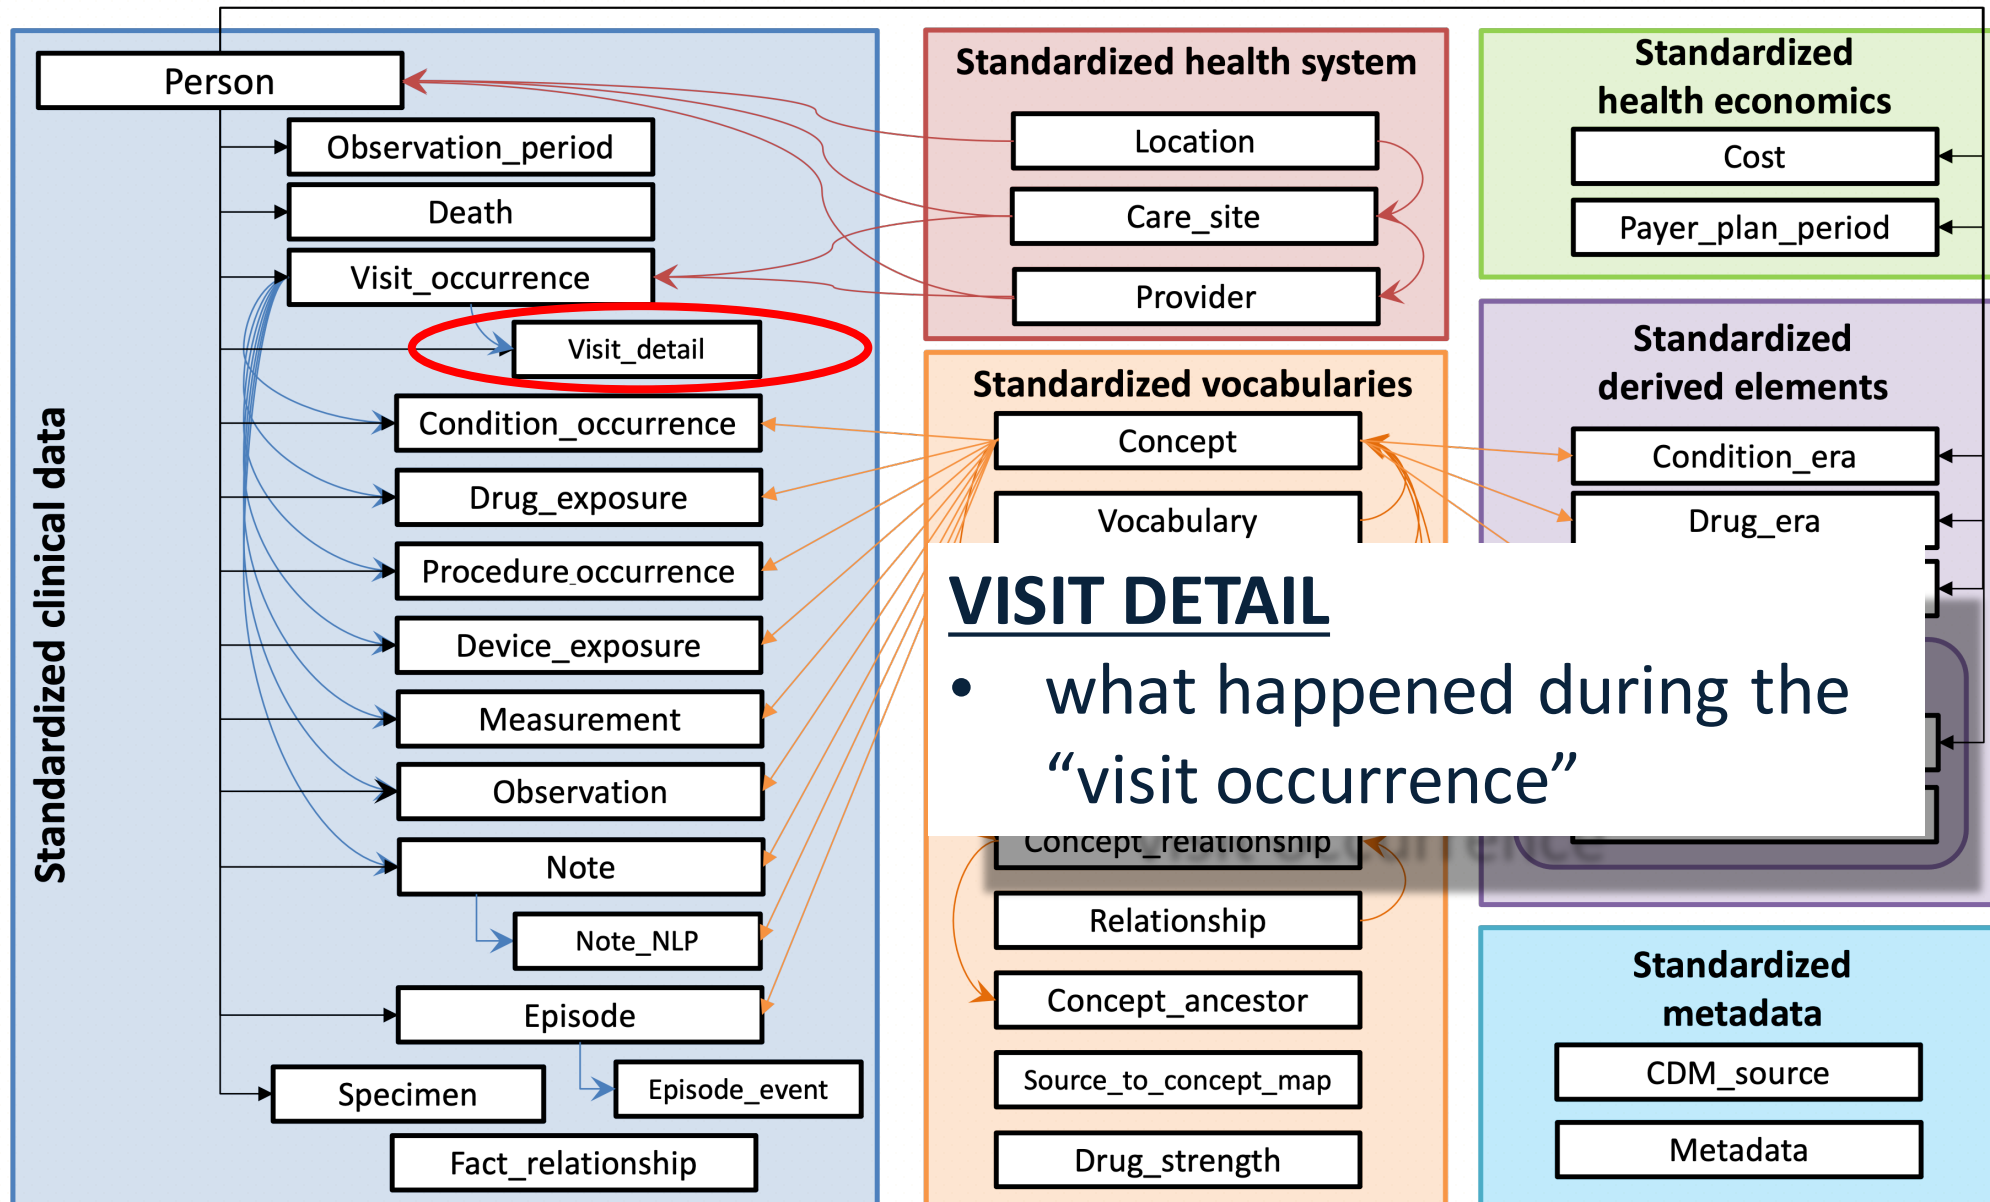 Standardized clinical data
Person
Observation_period
Death
Visit_occurrence
Visit_detail
Condition_occurrence
Drug_exposure
Procedure_occurrence
Device_exposure
Measurement
Observation
Note
Note_NLP
Episode
Specimen
Episode_event
Fact_relationship
Standardized health system
Location
Care_site
Provider
Standardized vocabularies
Concept
Vocabulary
Concept_relationship
Relationship
Concept_ancestor
Source_to_concept_map
Drug_strength
Standardized
health economics
Cost
Payer_plan_period
Standardized
derived elements
Condition_era
Drug_era
VISIT DETAIL
• what happened during the
“visit occurrence”
Standardized
metadata
CDM_source
Metadata